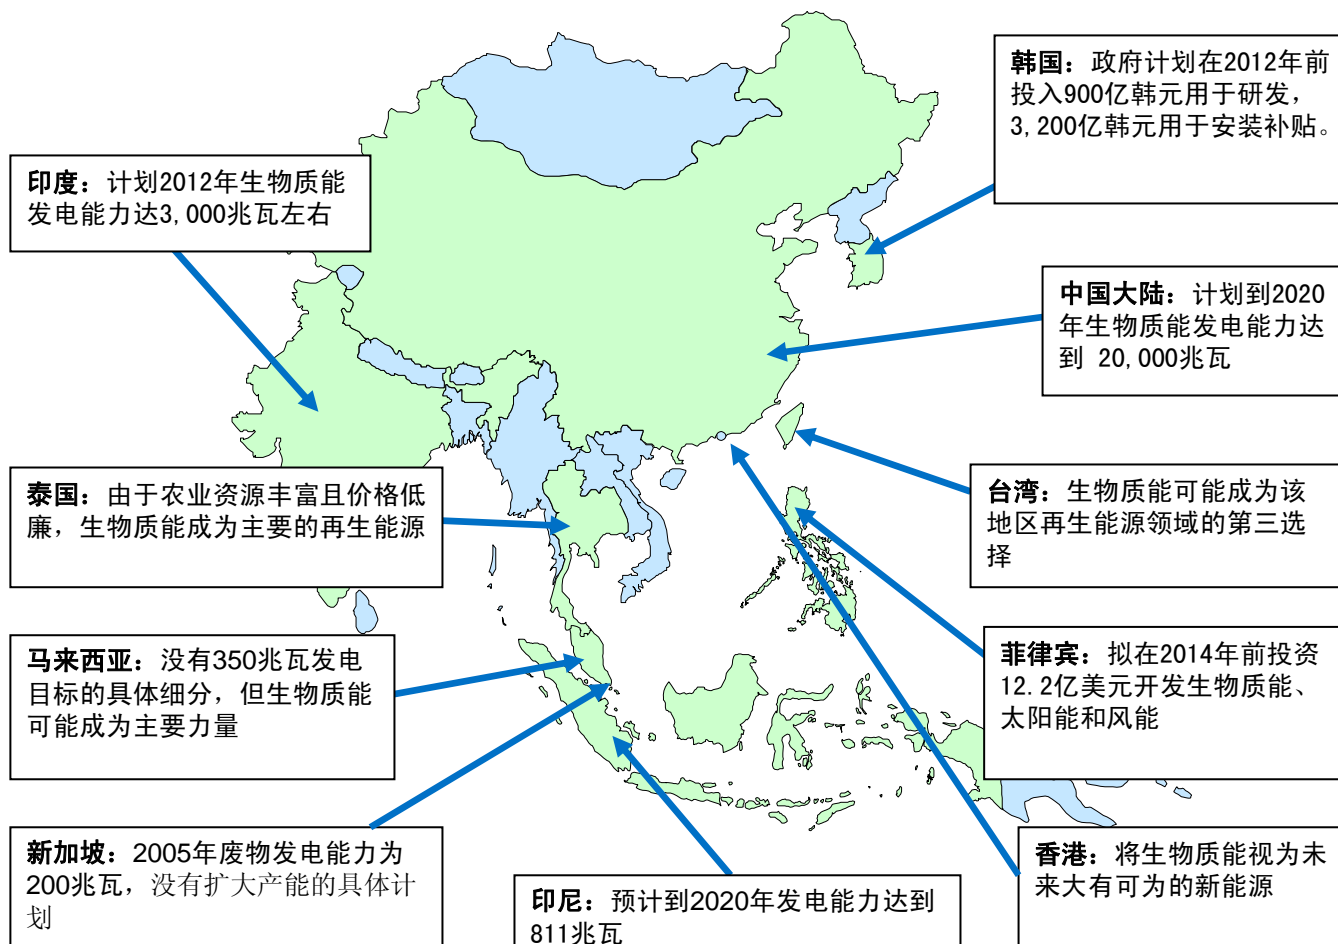 韩国：政府计划在2012年前
投入900亿韩元用于研发，
3,200亿韩元用于安装补贴。
印度：计划2012年生物质能
发电能力达3,000兆瓦左右
中国大陆：计划到2020
年生物质能发电能力达
到 20,000兆瓦
泰国：由于农业资源丰富且价格低
廉，生物质能成为主要的再生能源
台湾：生物质能可能成为该
地区再生能源领域的第三选
择
马来西亚：没有350兆瓦发电
目标的具体细分，但生物质能
可能成为主要力量
菲律宾：拟在2014年前投资
12.2亿美元开发生物质能、
太阳能和风能
新加坡：2005年废物发电能力为
200兆瓦，没有扩大产能的具体计
划
印尼：预计到2020年发电能力达到
811兆瓦
香港：将生物质能视为未
来大有可为的新能源